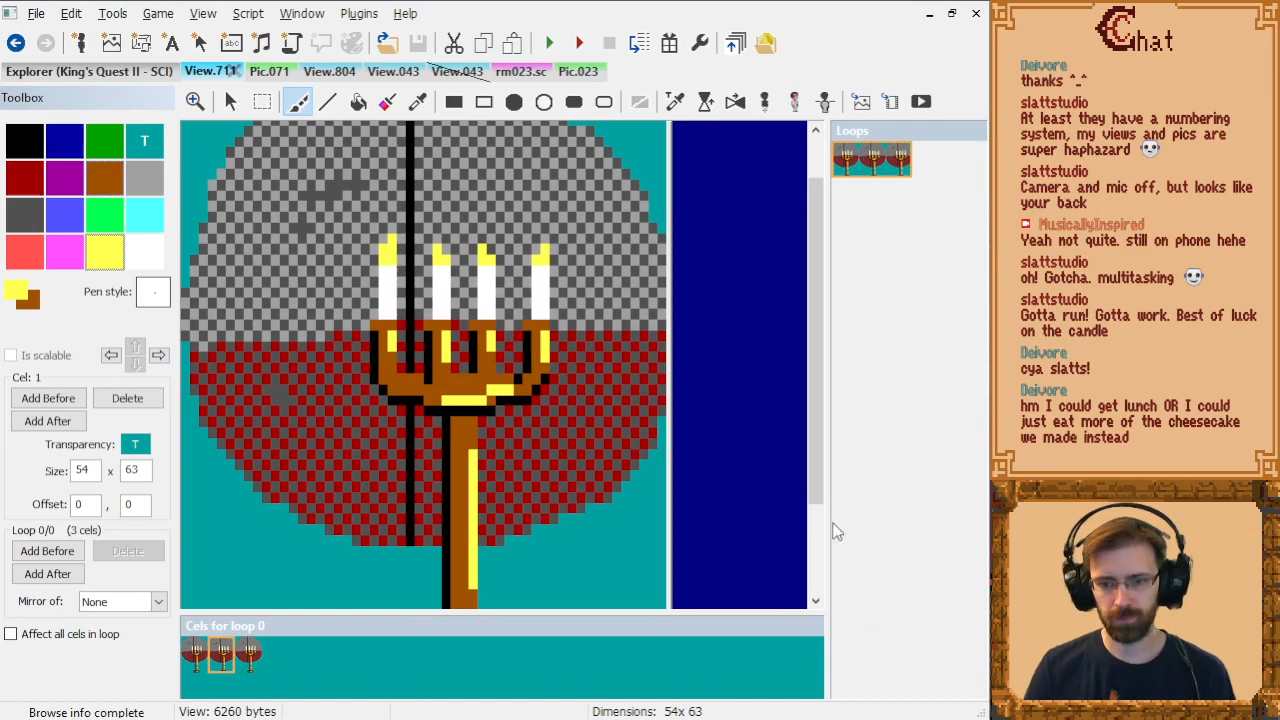 File Edit Tools Game View Script Window Plugins Help
Explorer (King's Quest II - SCI) View.711 Pic.071 View.804 View.043 View.043 rm023.sc Pic.023
Toolbox
T
Pen style:
Is scalable
Cel: 1
Add Before Delete
Add After
Transparency: T
Size: 54 x 63
Offset: 0 , 0
Loop 0/0 (3 cels)
Add Before Delete
Add After
Mirror of: None
Affect all cels in loop
Loops
Cels for loop 0
Browse info complete
View: 6260 bytes
Dimensions: 54x 63
Chat
Deivore
thanks ^_^
slattstudio
At least they have a numbering
system, my views and pics are
super haphazard
slattstudio
Camera and mic off, but looks like
your back
MusicallyInspired
Yeah not quite. still on phone hehe
slattstudio
oh! Gotcha. multitasking
slattstudio
Gotta run! Gotta work. Best of luck
on the candle
Deivore
cya slatts!
Deivore
hm I could get lunch OR I could
just eat more of the cheesecake
we made instead